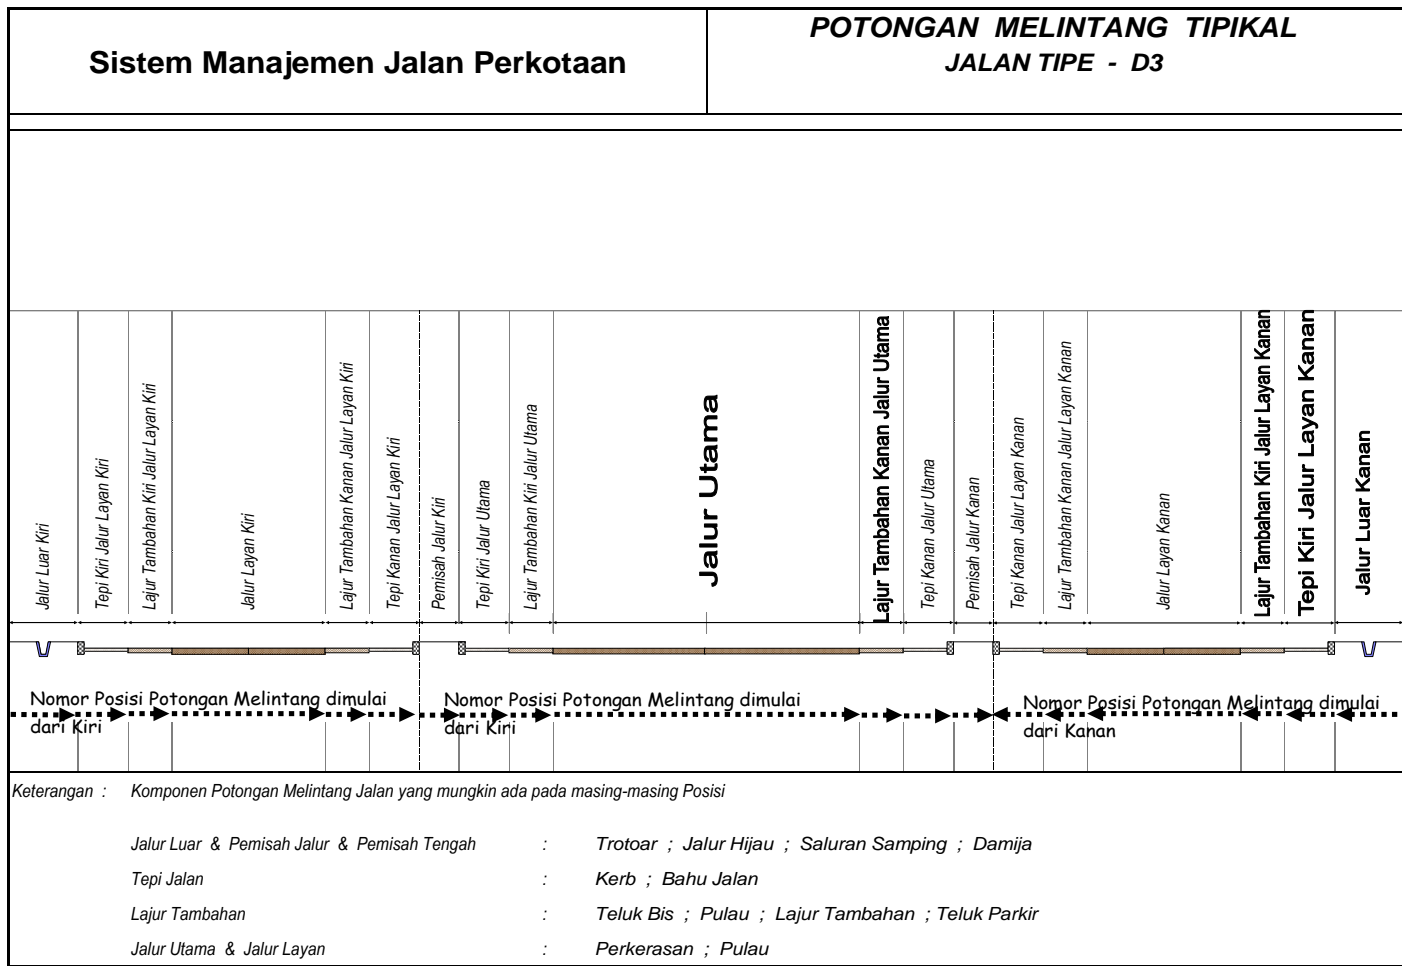 Sistem Manajemen Jalan Perkotaan
POTONGAN MELINTANG TIPIKAL
JALAN TIPE - D3
Jalur Luar Kiri
Tepi Kiri Jalur Layan Kiri
Lajur Tambahan Kiri Jalur Layan Kiri
Jalur Layan Kiri
Lajur Tambahan Kanan Jalur Layan Kiri
Tepi Kanan Jalur Layan Kiri
Pemisah Jalur Kiri
Tepi Kiri Jalur Utama
Lajur Tambahan Kiri Jalur Utama
Jalur Utama
Lajur Tambahan Kanan Jalur Utama
Tepi Kanan Jalur Utama
Pemisah Jalur Kanan
Tepi Kanan Jalur Layan Kanan
Lajur Tambahan Kanan Jalur Layan Kanan
Jalur Layan Kanan
Lajur Tambahan Kiri Jalur Layan Kanan
Tepi Kiri Jalur Layan Kanan
Jalur Luar Kanan
Nomor Posisi Potongan Melintang dimulai
dari Kiri
Nomor Posisi Potongan Melintang dimulai
dari Kiri
Nomor Posisi Potongan Melintang dimulai
dari Kanan
Keterangan : Komponen Potongan Melintang Jalan yang mungkin ada pada masing-masing Posisi
Jalur Luar & Pemisah Jalur & Pemisah Tengah : Trotoar ; Jalur Hijau ; Saluran Samping ; Damija
Tepi Jalan : Kerb ; Bahu Jalan
Lajur Tambahan : Teluk Bis ; Pulau ; Lajur Tambahan ; Teluk Parkir
Jalur Utama & Jalur Layan : Perkerasan ; Pulau